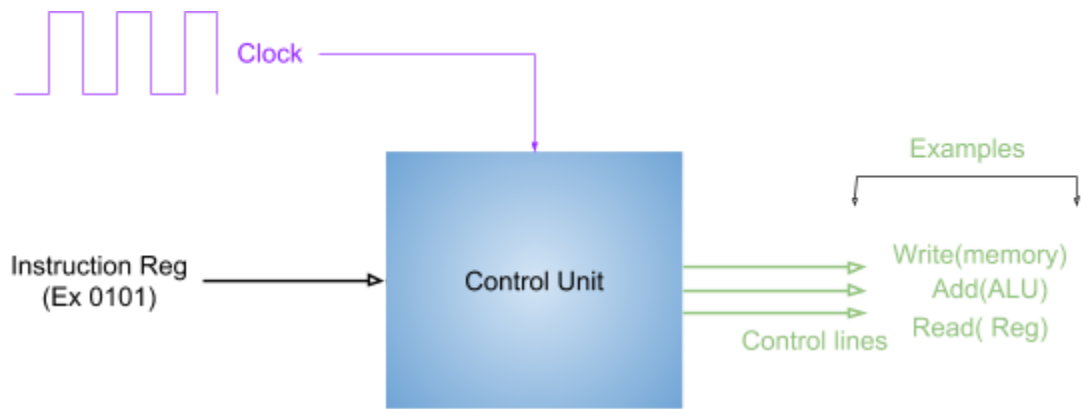 Clock
Examples
Instruction Reg
(Ex 0101)
Control Unit
Write(memory)
Add(ALU)
Read( Reg)
Control lines